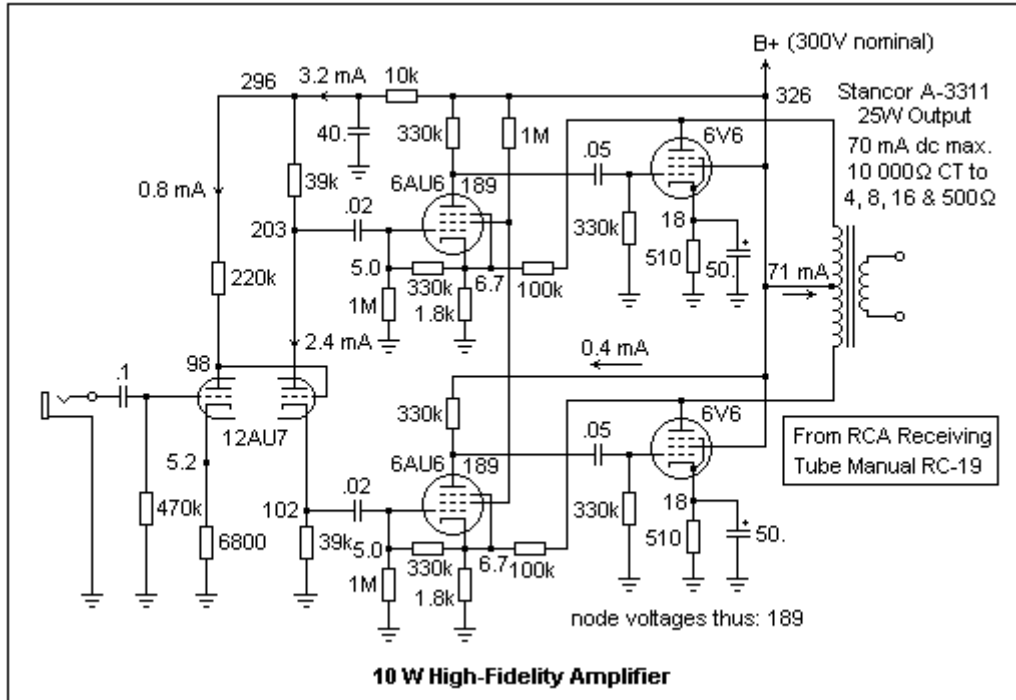 B+ (300V nominal)
296
3.2 mA
10k
326
Stancor A-3311
25W Output
70 mA dc max.
10 000Ω CT to
4, 8, 16 & 500Ω
330k
1M
6V6
40.
.05
0.8 mA
39k
6AU6
189
.02
203
18
330k
220k
5.0
330k
6.7
100k
510
50.
71 mA
1M
1.8k
2.4 mA
0.4 mA
98
.1
330k
6V6
12AU7
6AU6
189
.05
From RCA Receiving
Tube Manual RC-19
5.2
.02
18
470k
102
330k
6800
39k
5.0
330k
6.7
100k
510
50.
1M
1.8k
node voltages thus: 189
10 W High-Fidelity Amplifier